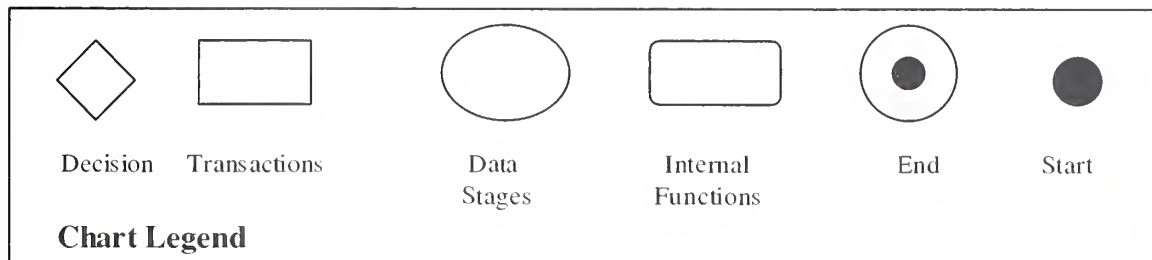 Decision Transactions Data Internal End Start
Stages Functions
Chart Legend